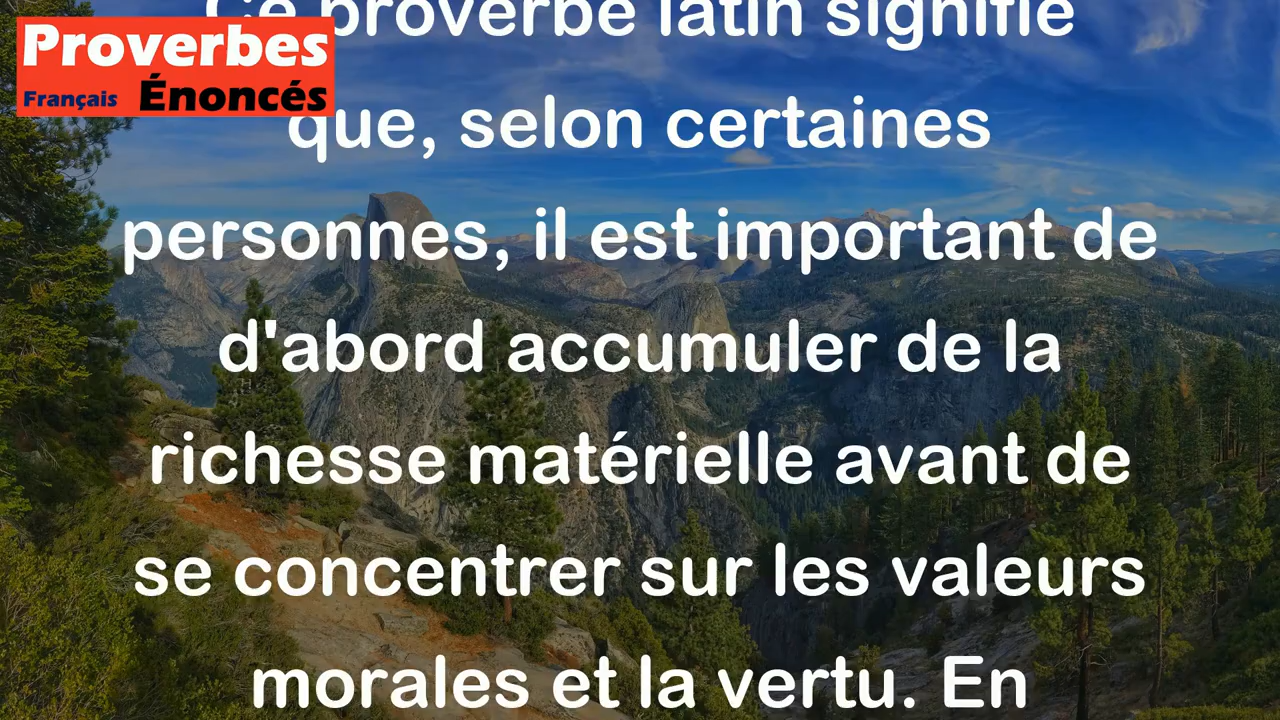 Proverbes
Français Énoncés
Ce proverbe latin signifie
que, selon certaines
personnes, il est important de
d'abord accumuler de la
richesse matérielle avant de
se concentrer sur les valeurs
morales et la vertu. En